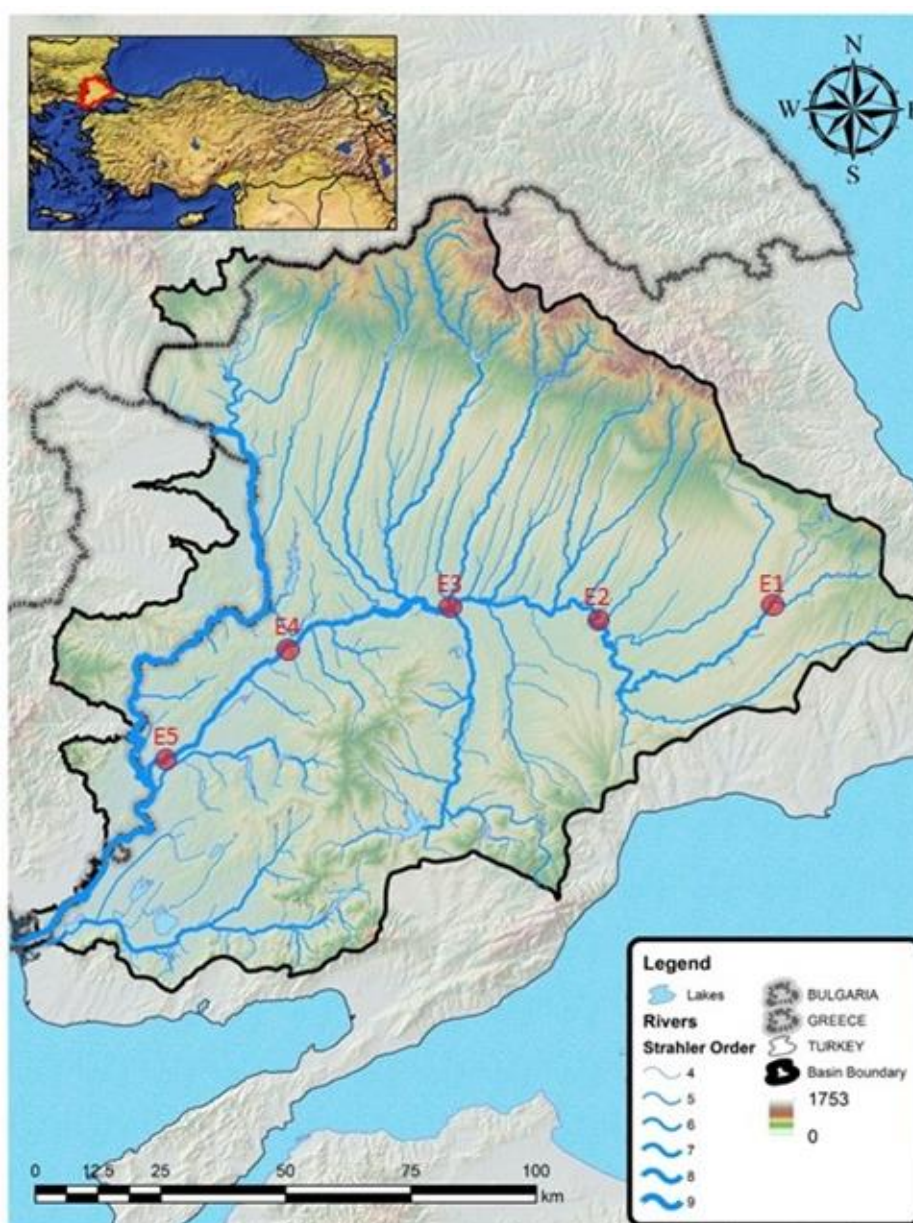 N
W
E
S
E3
E1
E2
E4
E5
Legend
Lakes
BULGARIA
Rivers
GREECE
Strahler Order
TURKEY
4
Basin Boundary
5
1753
6
0
7
8
9
0 12.5 25 50 75 100
km